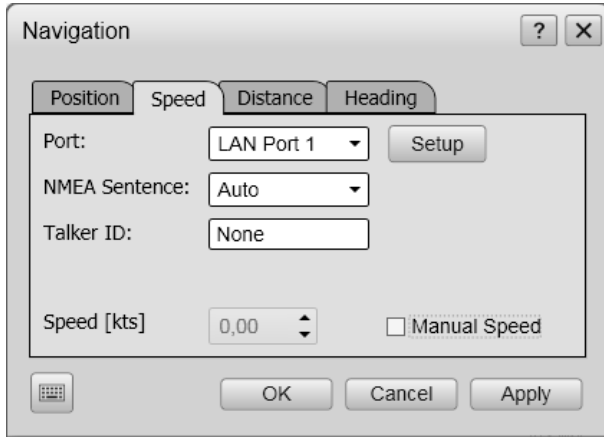 Navigation ?
Position Speed Distance Heading
Port: LAN Port 1 Setup
NMEA Sentence: Auto
Talker ID: None
Speed [kts] 0,00 Manual Speed
OK Cancel Apply